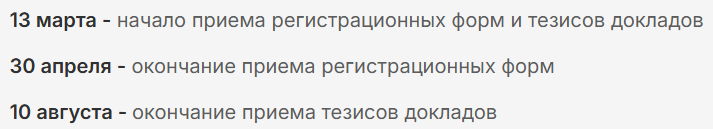 13 марта - начало приема регистрационных форм и тезисов докладов
30 апреля - окончание приема регистрационных форм
10 августа - окончание приема тезисов докладов